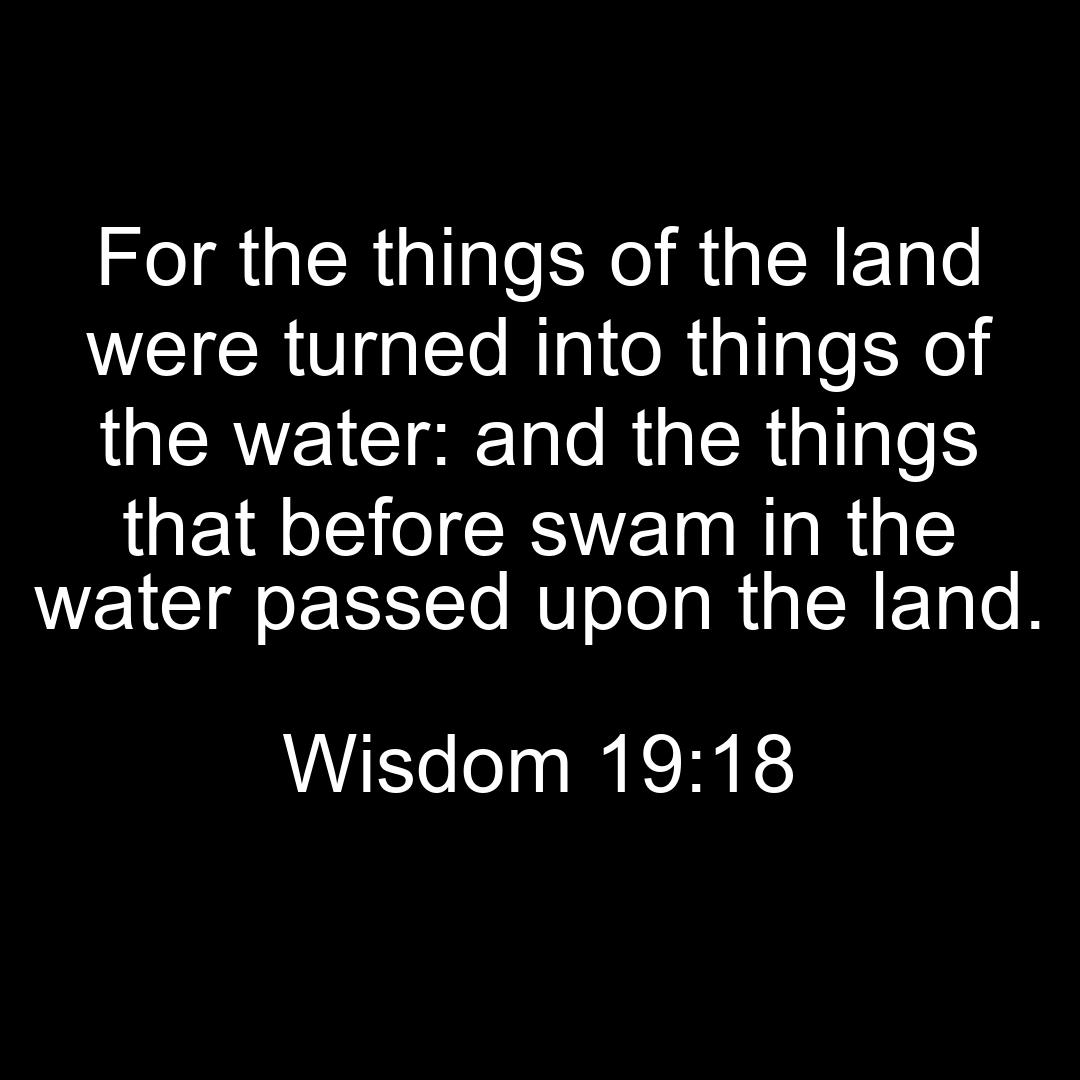 For the things of the land
were turned into things of
the water: and the things
that before swam in the
water passed upon the land.
Wisdom 19:18